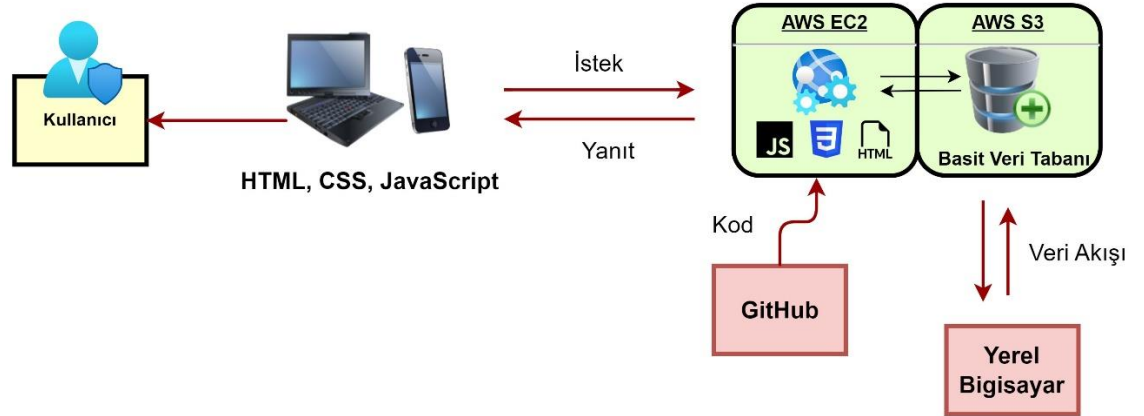 AWS EC2
AWS S3
İstek
Kullanıcı
Yanıt
JS
3
HTML
Basit Veri Tabanı
HTML, CSS, JavaScript
Kod
Veri Akışı
GitHub
Yerel
Bigisayar